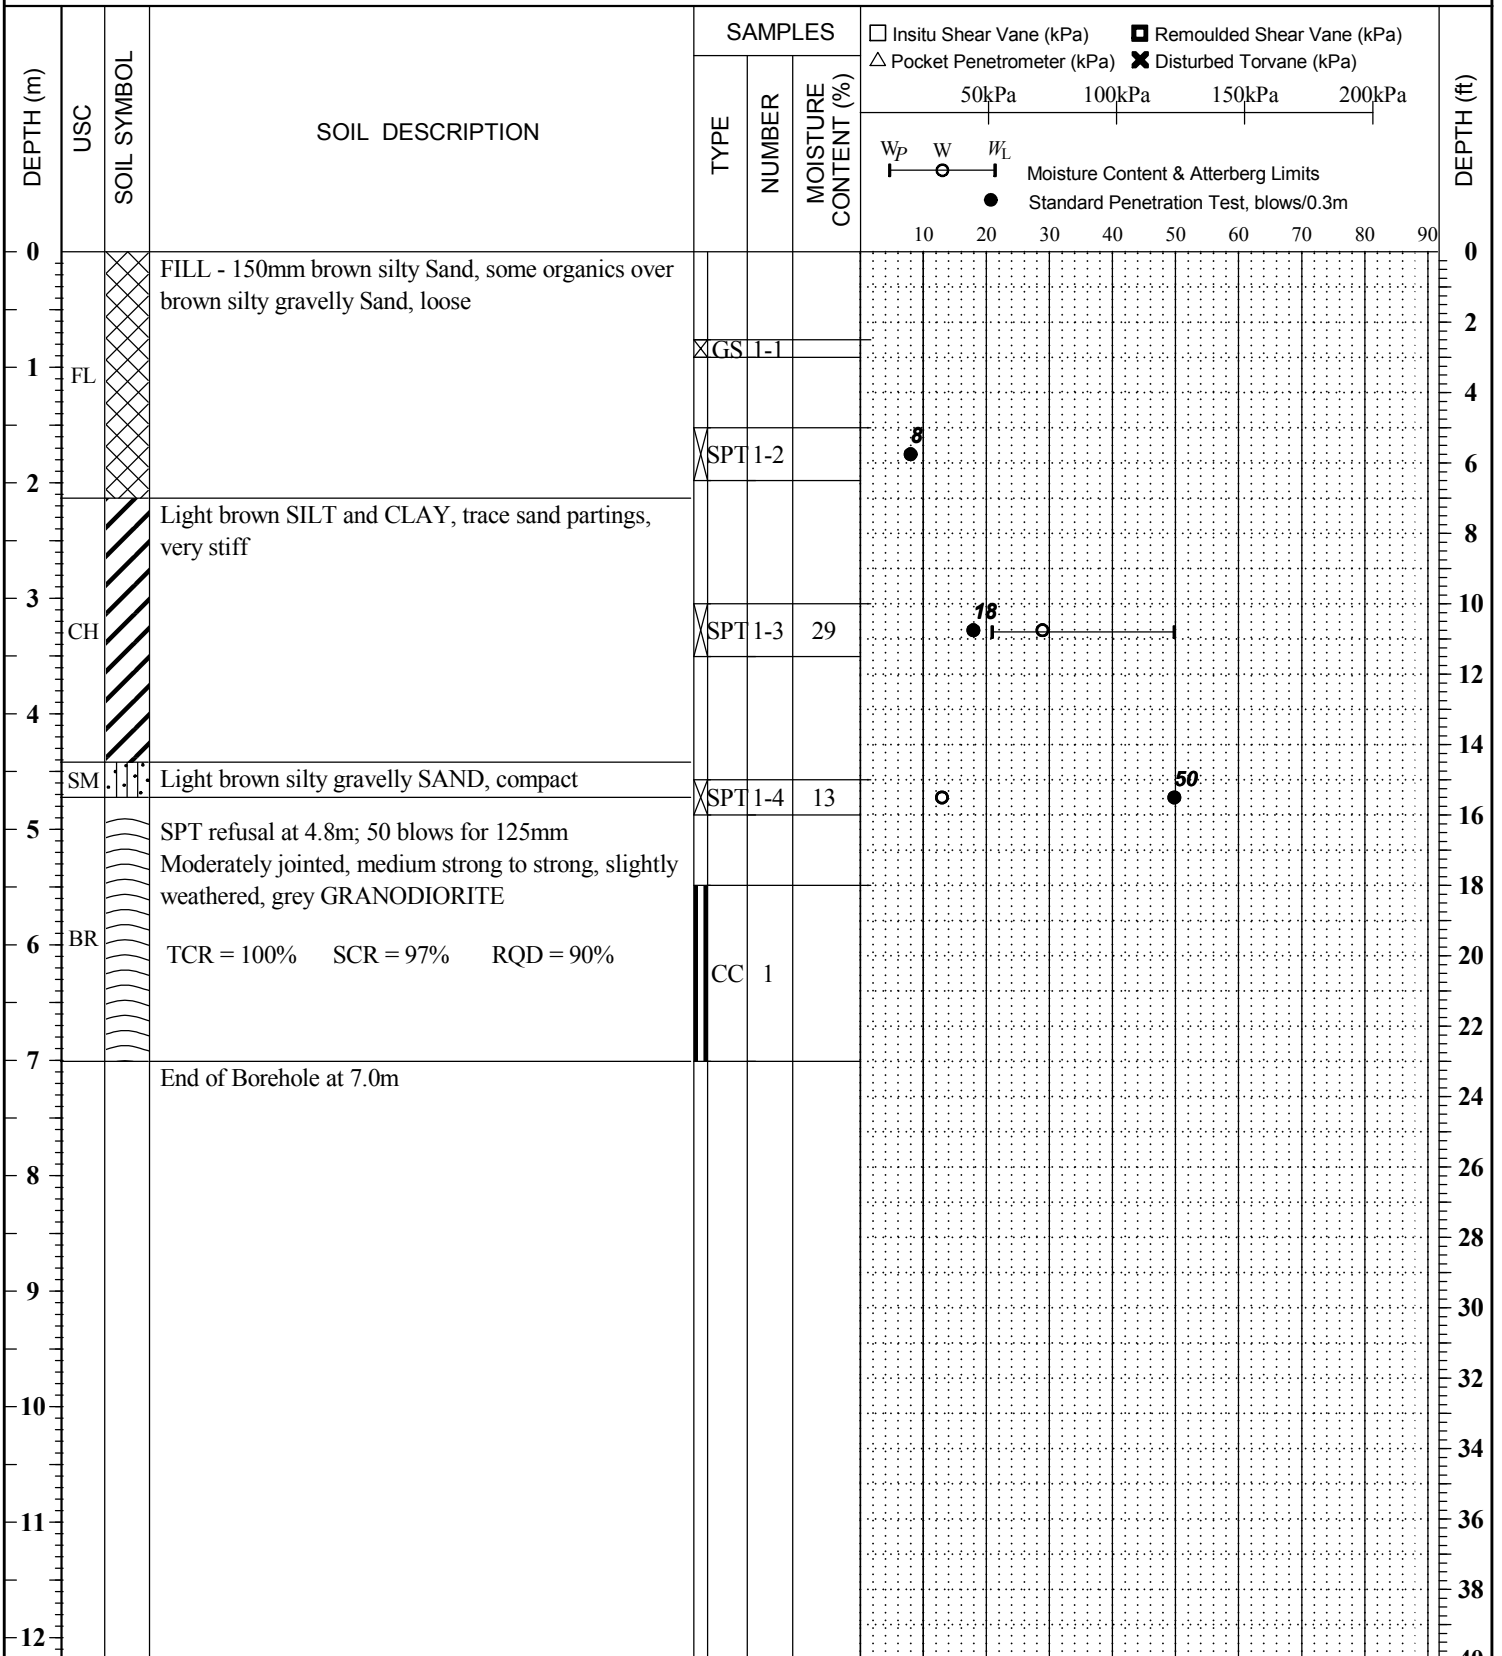 SAMPLES
Insitu Shear Vane (kPa) Remoulded Shear Vane (kPa)
Pocket Penetrometer (kPa) Disturbed Torvane (kPa)
50kPa 100kPa 150kPa 200kPa
DEPTH (m)
USC
SOIL SYMBOL
SOIL DESCRIPTION
TYPE
NUMBER
MOISTURE
CONTENT (%)
DEPTH (ft)
WP W WL
Moisture Content & Atterberg Limits
Standard Penetration Test, blows/0.3m
10 20 30 40 50 60 70 80 90
0 0
FILL - 150mm brown silty Sand, some organics over
brown silty gravelly Sand, loose
2
GS 1-1
1
FL
4
8
SPT 1-2
6
2
Light brown SILT and CLAY, trace sand partings,
very stiff
8
3
10
18
CH
SPT 1-3 29
12
4
14
SM
Light brown silty gravelly SAND, compact
50
SPT 1-4 13
16
5
SPT refusal at 4.8m; 50 blows for 125mm
Moderately jointed, medium strong to strong, slightly
weathered, grey GRANODIORITE
18
BR
6
TCR = 100% SCR = 97% RQD = 90%
20
CC 1
22
7
End of Borehole at 7.0m
24
8
26
28
9
30
10
32
34
11
36
38
12
40